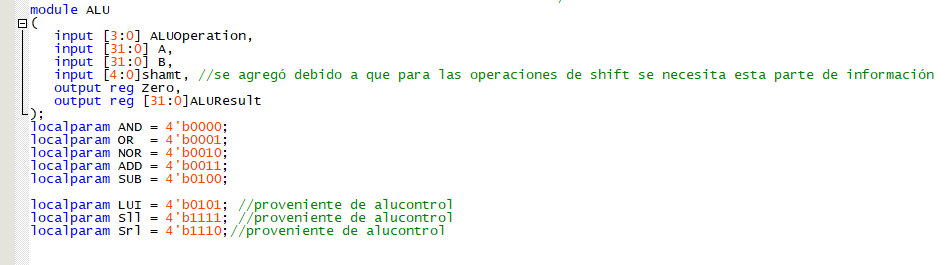 module ALU
(
input [3:0] ALUOperation,
input [31:0] A,
input [31:0] B,
input [4:0]shamt, //se agregó debido a que para las operaciones de shift se necesita esta parte de información
output reg Zero,
output reg [31:0]ALUResult
);
localparam AND = 4'b0000;
localparam OR  = 4'b0001;
localparam NOR = 4'b0010;
localparam ADD = 4'b0011;
localparam SUB = 4'b0100;
localparam LUI = 4'b0101; //proveniente de alucontrol
localparam Sll = 4'b1111; //proveniente de alucontrol
localparam Srl = 4'b1110;//proveniente de alucontrol